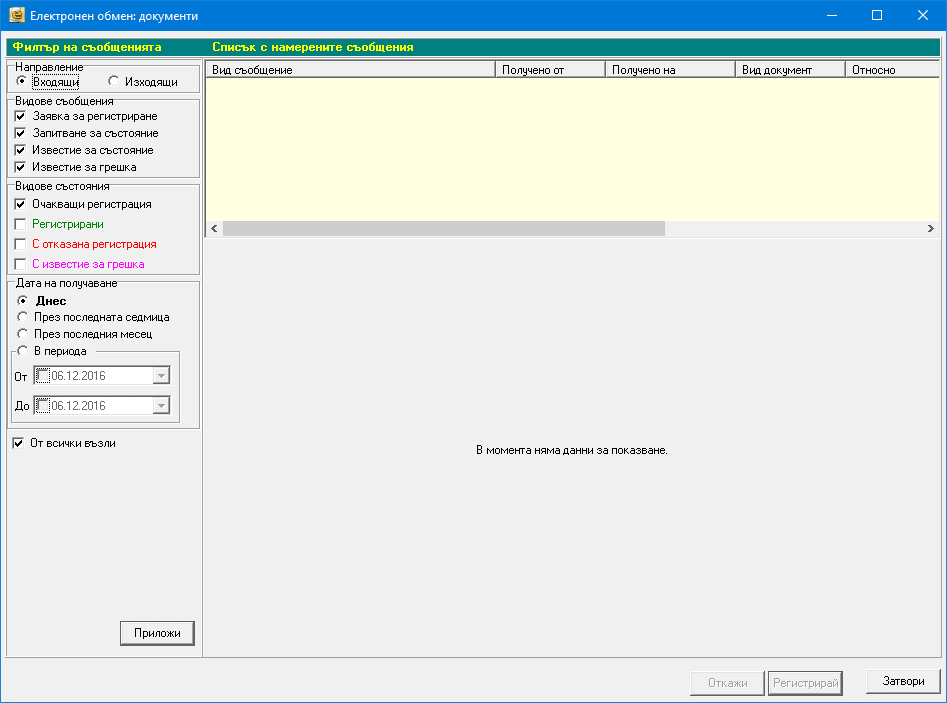 Електронен обмен: документи
Филтър на съобщенията
Списък с намерените съобщения
Направление
Входящи
Изходящи
Видове съобщения
Заявка за регистриране
Запитване за състояние
Известие за състояние
Известие за грешка
Видове състояния
Очакващи регистрация
Регистрирани
С отказана регистрация
С известие за грешка
Дата на получаване
Днес
През последната седмица
През последния месец
В периода
От 06.12.2016
До 06.12.2016
От всички възли
Приложи
Вид съобщение Получено от Получено на Вид документ Относно
В момента няма данни за показване.
Откажи Регистрирай Затвори